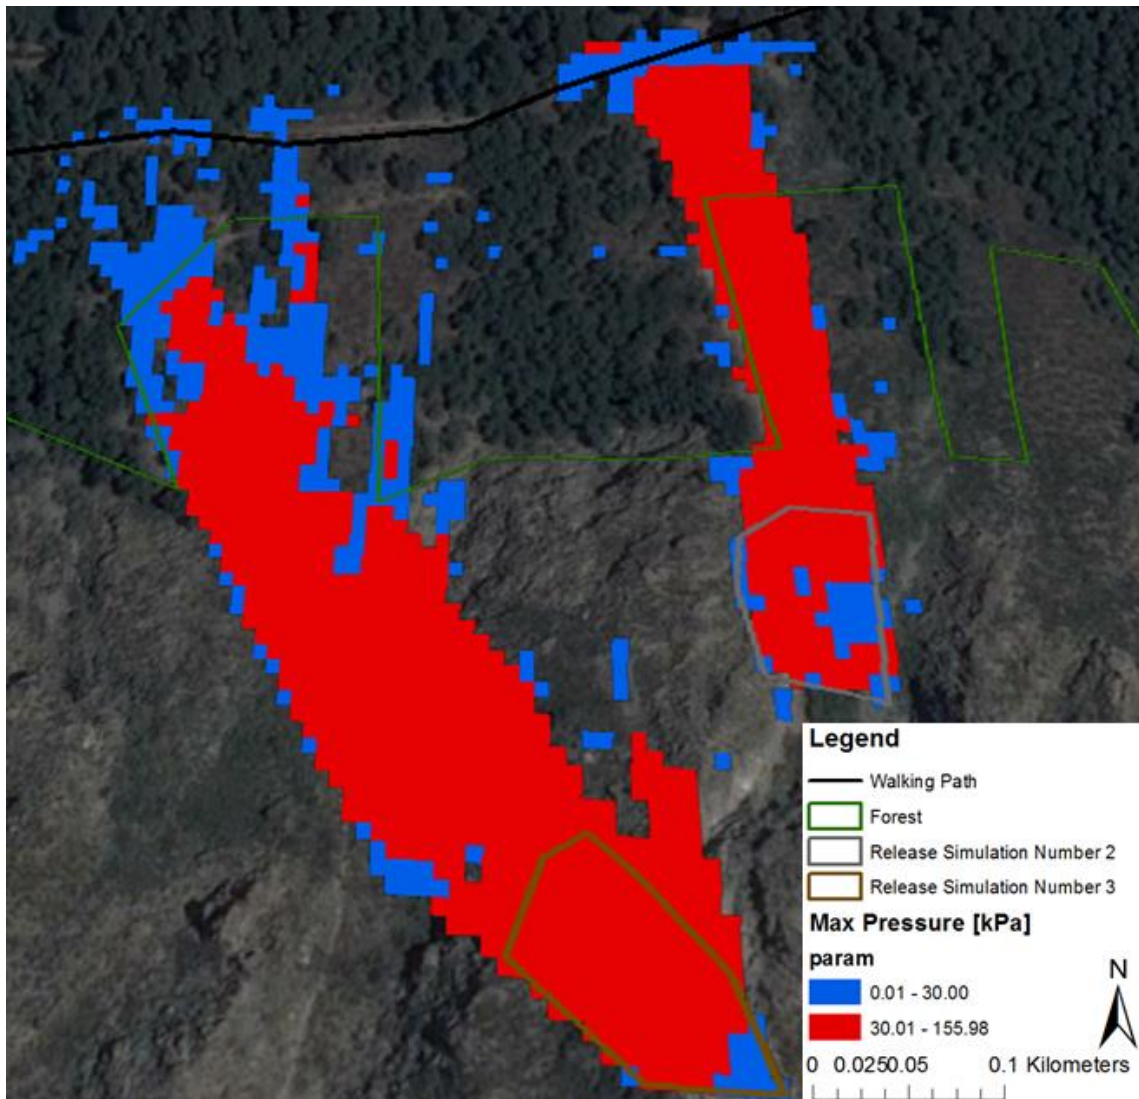 Legend
Walking Path
Forest
Release Simulation Number 2
Release Simulation Number 3
Max Pressure [kPa]
param
0.01 - 30.00
30.01 - 155.98
N
0 0.0250.05 0.1 Kilometers